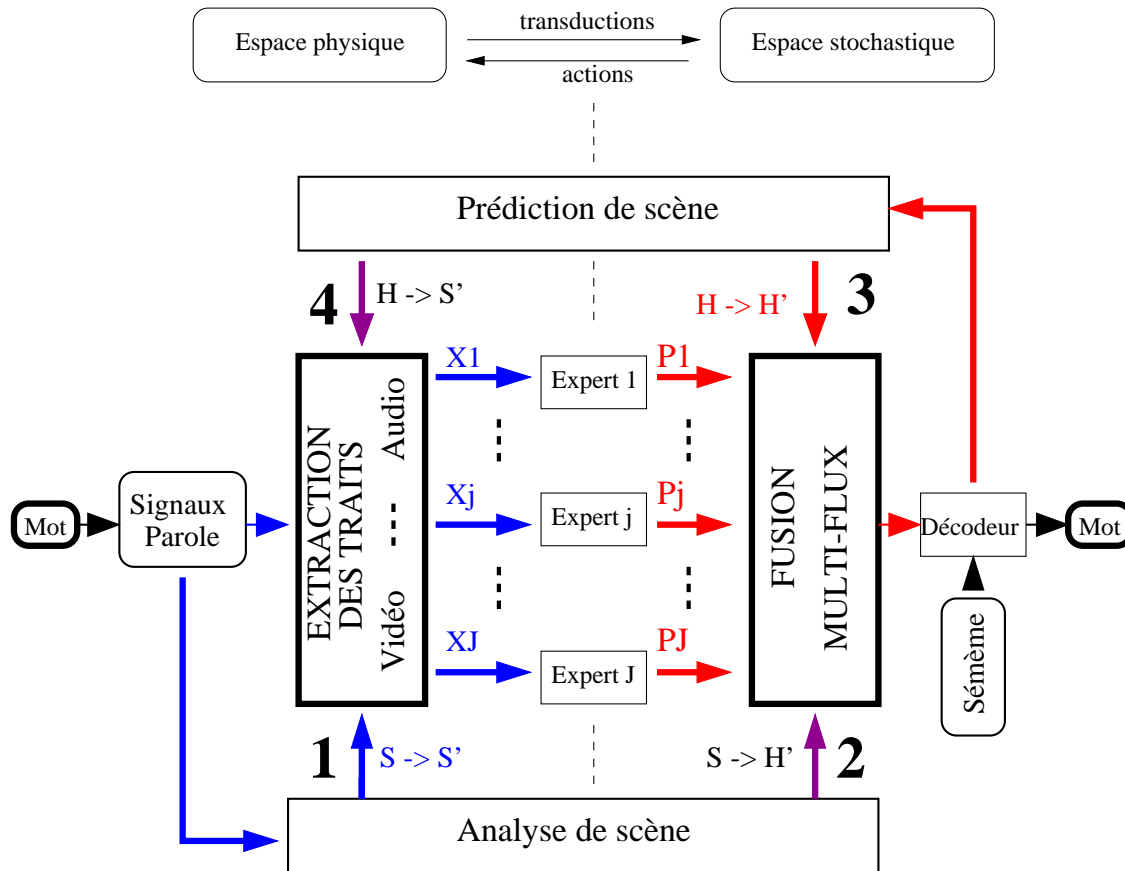 Espace physique
transductions
actions
Espace stochastique
Prédiction de scène
4
H -> S’
H -> H’
3
X1
Expert 1
P1
EXTRACTION
DES TRAITS
Vidéo
Audio
Mot
Signaux
Parole
Xj
Expert j
Pj
FUSION
MULTI-FLUX
Décodeur
Mot
XJ
Expert J
PJ
Sémème
1
S -> S’
S -> H’
2
Analyse de scène